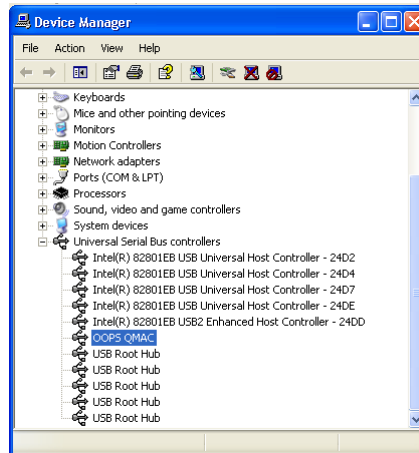 Device Manager
File Action View Help
Keyboards
Mice and other pointing devices
Monitors
Motion Controllers
Network adapters
Ports (COM & LPT)
Processors
Sound, video and game controllers
System devices
Universal Serial Bus controllers
Intel(R) 82801EB USB Universal Host Controller - 24D2
Intel(R) 82801EB USB Universal Host Controller - 24D4
Intel(R) 82801EB USB Universal Host Controller - 24D7
Intel(R) 82801EB USB Universal Host Controller - 24DE
Intel(R) 82801EB USB2 Enhanced Host Controller - 24DD
OOPS QMAC
USB Root Hub
USB Root Hub
USB Root Hub
USB Root Hub
USB Root Hub